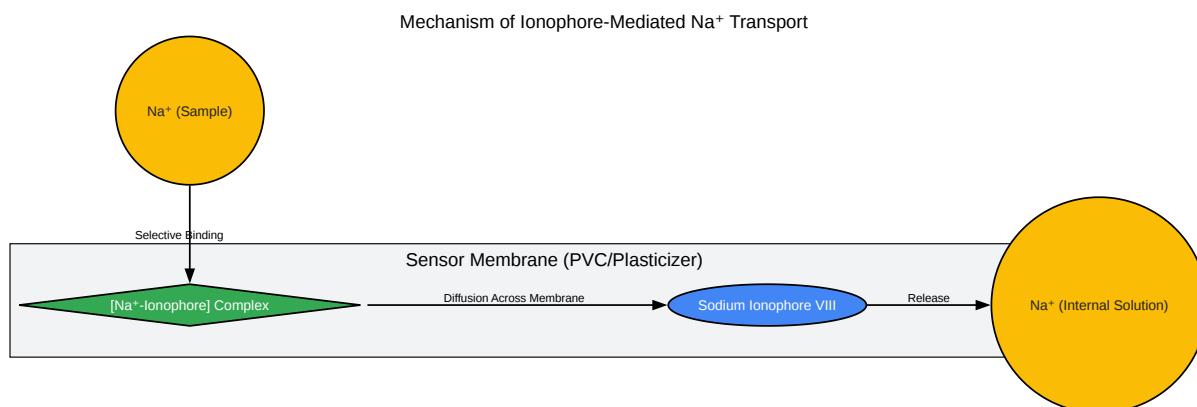 Mechanism of Ionophore-Mediated Na⁺ Transport
Na⁺ (Sample)
Selective Binding
Sensor Membrane (PVC/Plasticizer)
[Na⁺-Ionophore] Complex
Diffusion Across Membrane
Sodium Ionophore VIII
Release
Na⁺ (Internal Solution)